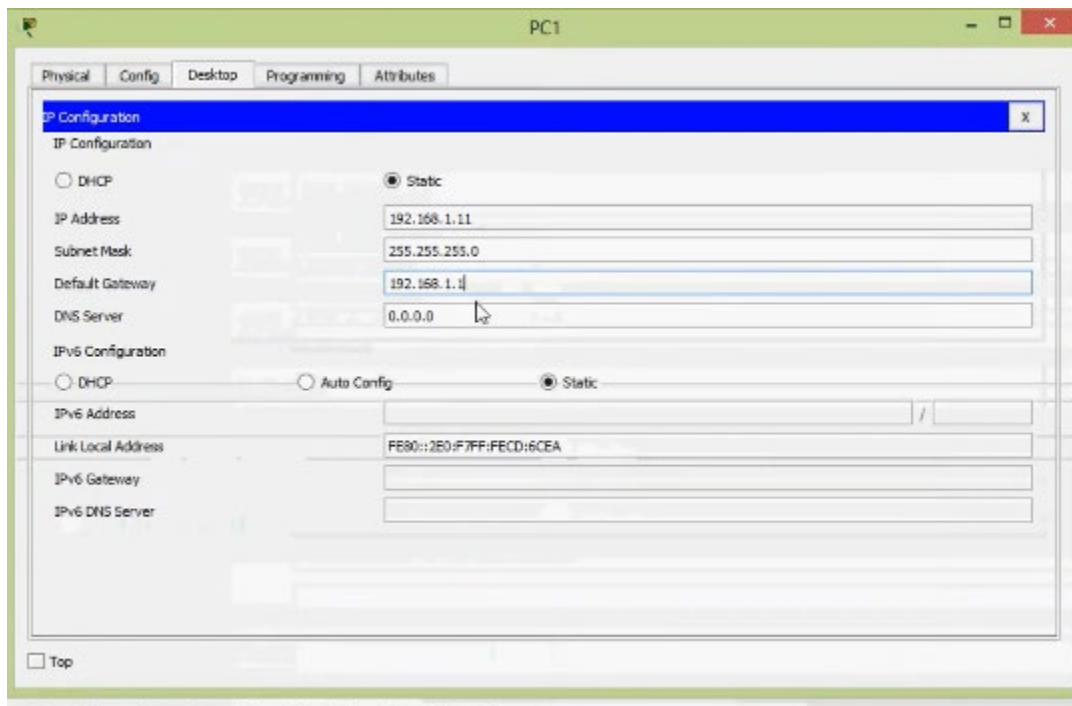 PC1
Physical Config Desktop Programming Attributes
IP Configuration X
IP Configuration
DHCP Static
IP Address 192.168.1.11
Subnet Mask 255.255.255.0
Default Gateway 192.168.1.1
DNS Server 0.0.0.0
IPv6 Configuration
DHCP Auto Config Static
IPv6 Address /
Link Local Address FE80::2E0:F7FF:FECD:6CEA
IPv6 Gateway
IPv6 DNS Server
Top